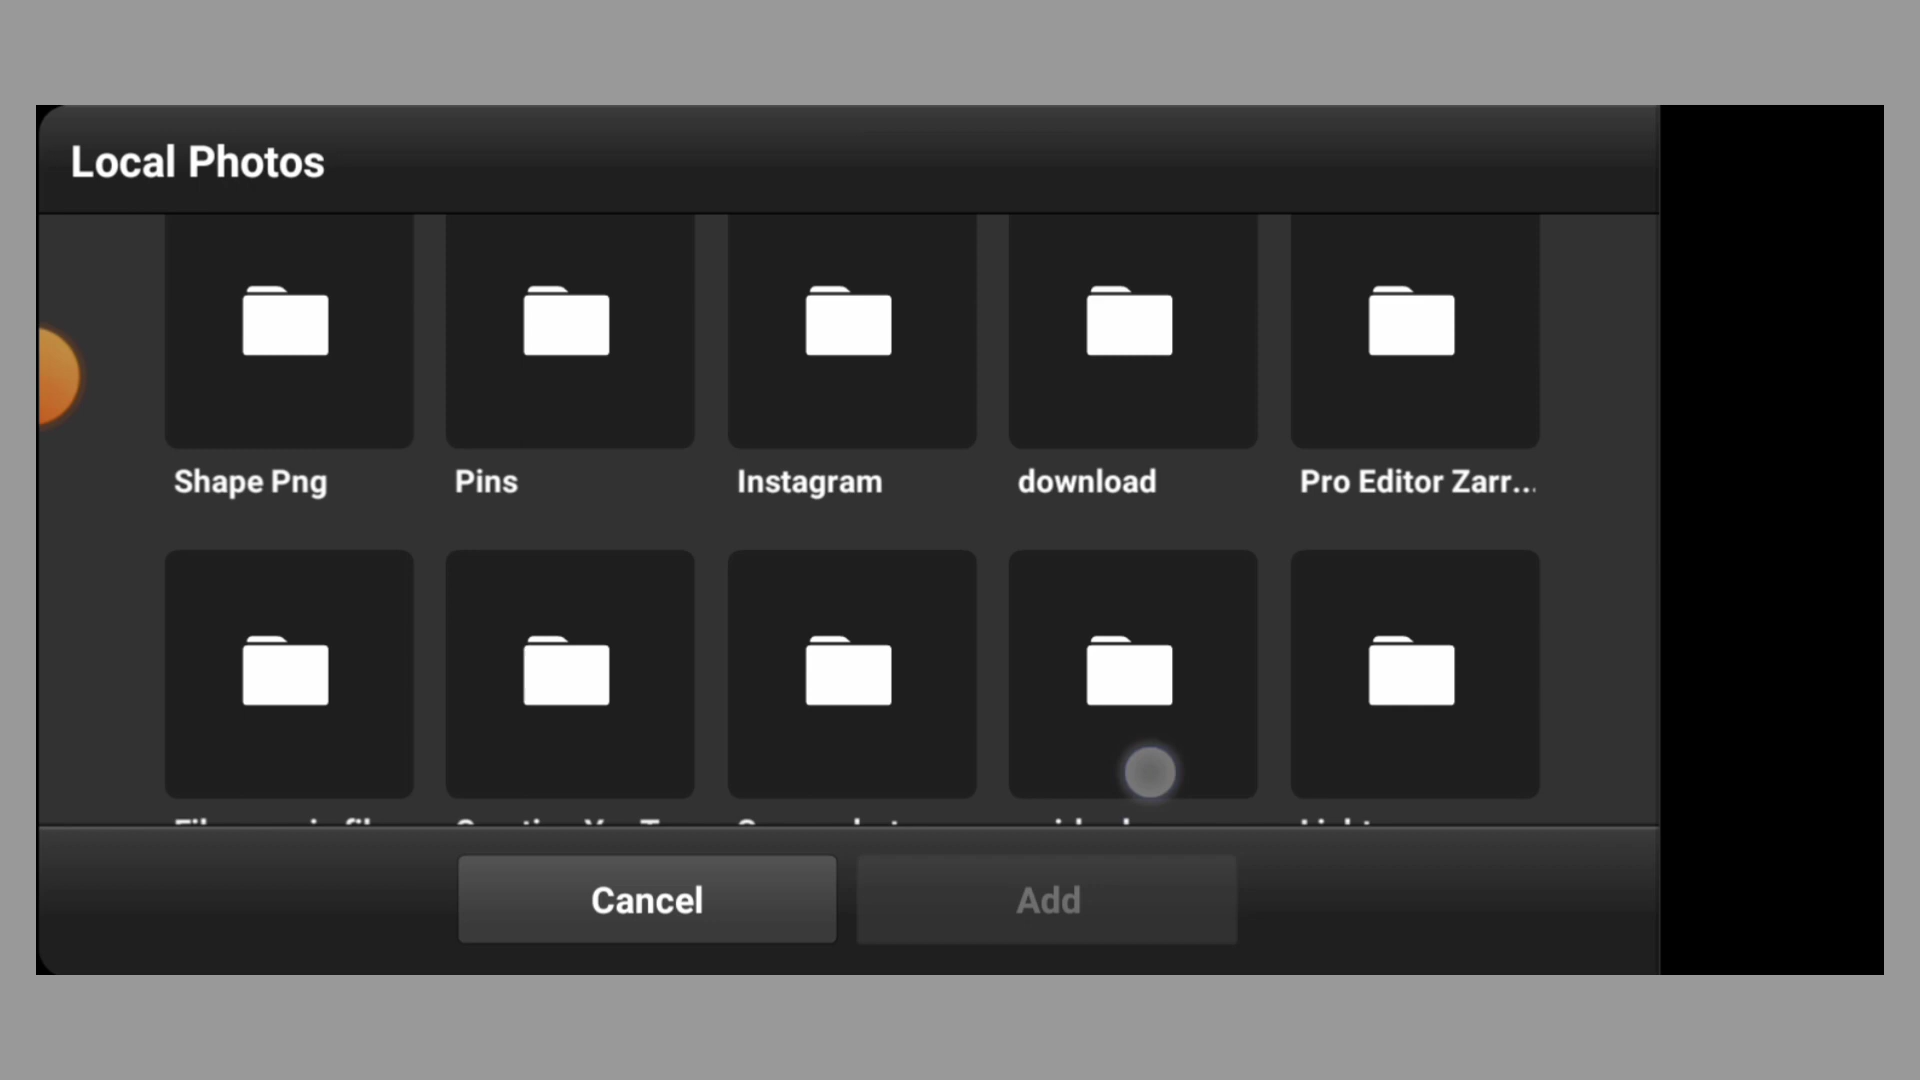 Local Photos
Shape Png
Pins
Instagram
download
Pro Editor Zarr...
Cancel
Add